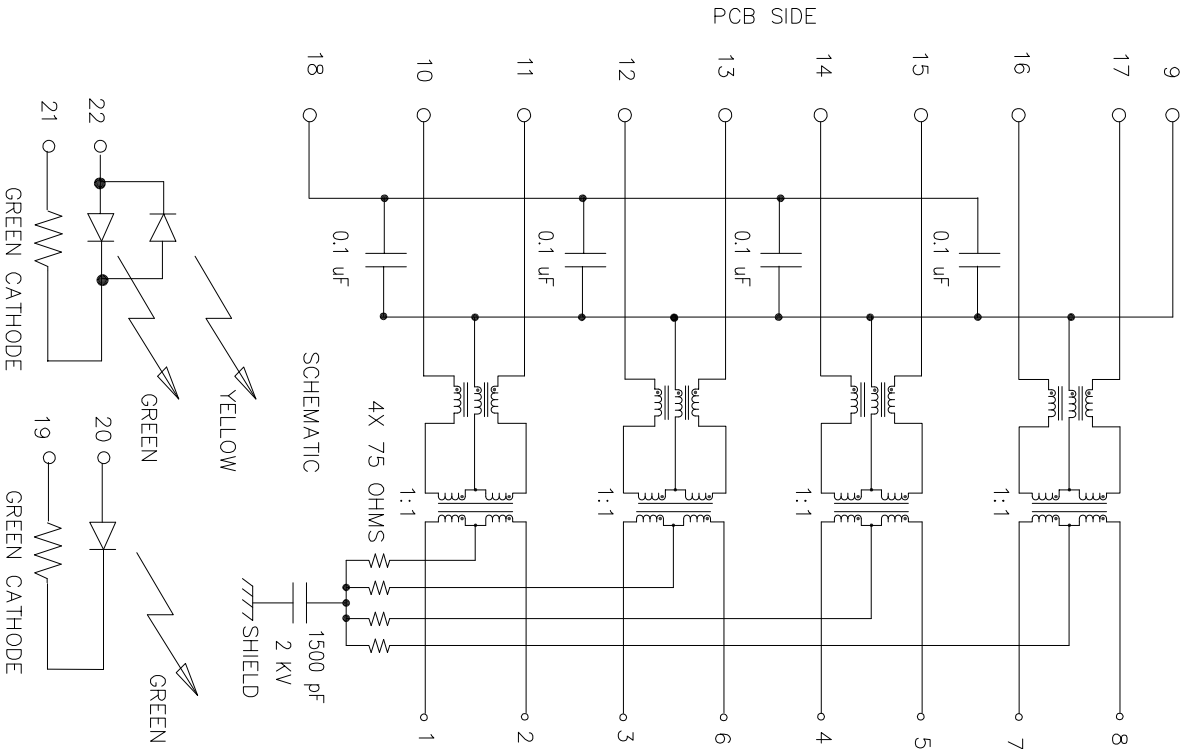 PCB SIDE
18
10
11
12
13
14
15
16
17
9
22
21
0.1 uF
0.1 uF
0.1 uF
0.1 uF
GREEN CATHODE
SCHEMATIC
YELLOW
GREEN
4X 75 OHMS
20
19
1:1
1:1
1:1
1:1
GREEN CATHODE
GREEN
SHIELD
1500 pF
2 KV
1
2
3
6
4
5
7
8